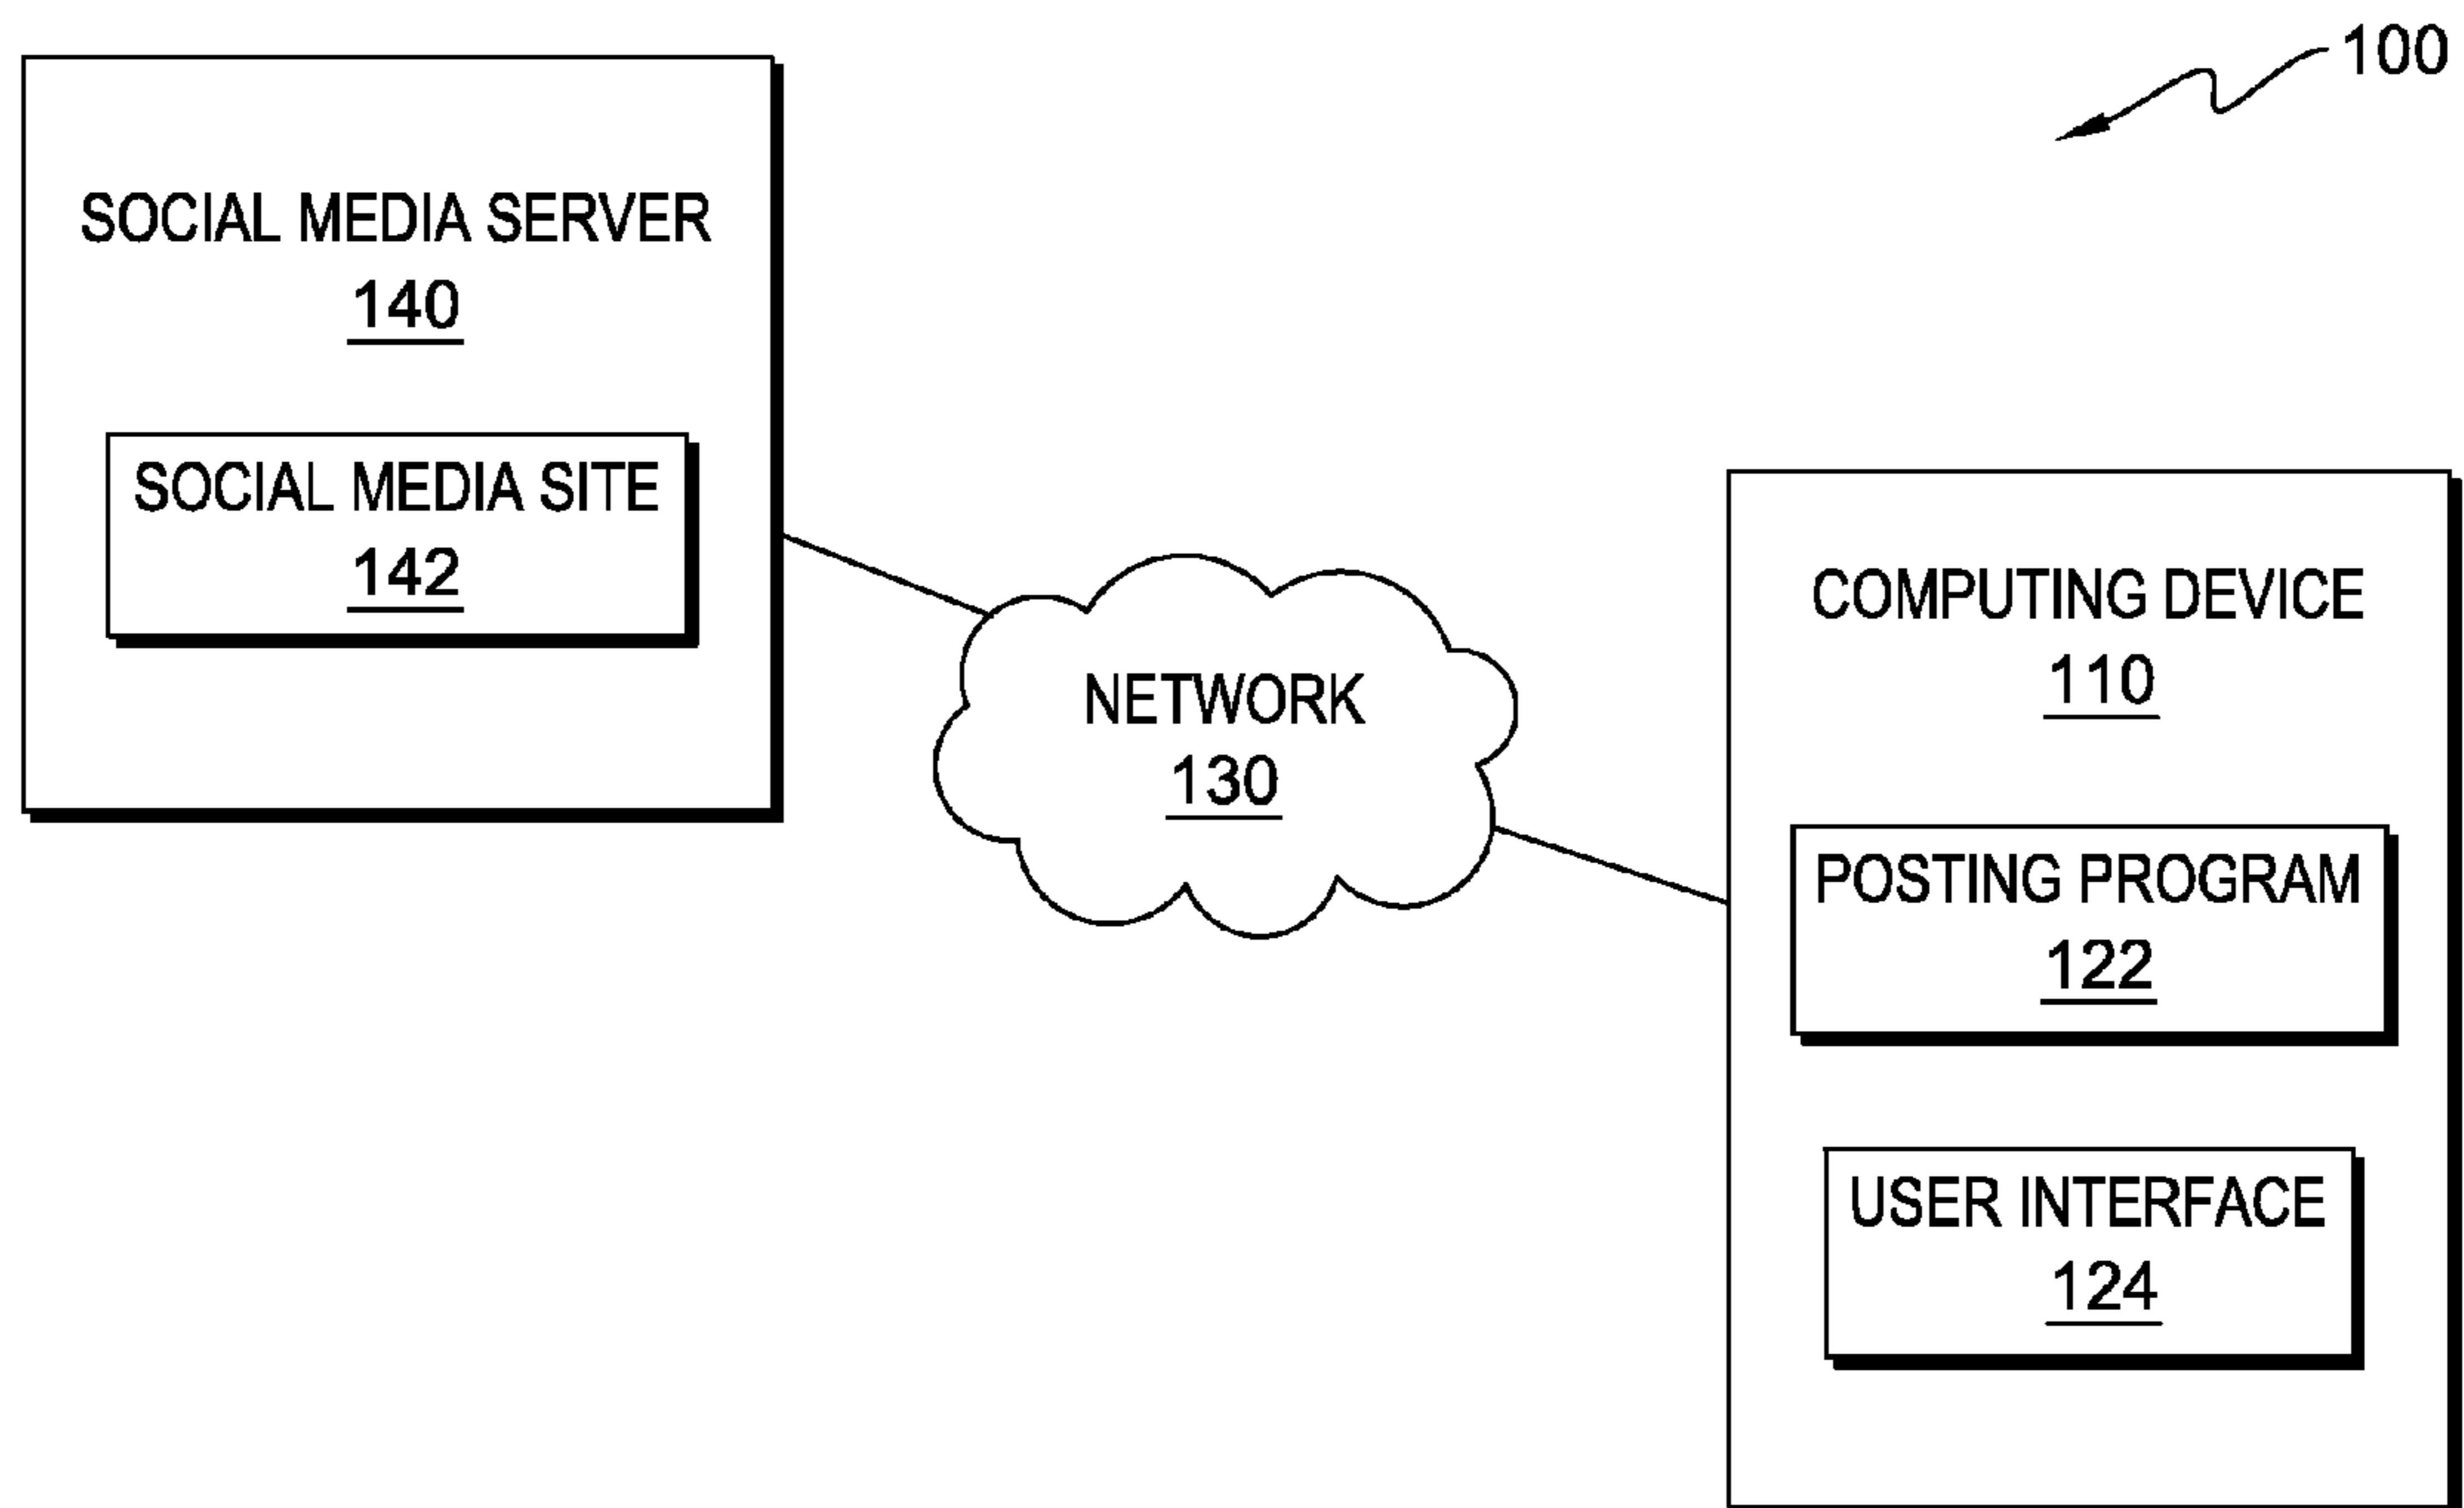 100
SOCIAL MEDIA SERVER
140
SOCIAL MEDIA SITE
142
NETWORK
130
COMPUTING DEVICE
110
POSTING PROGRAM
122
USER INTERFACE
124